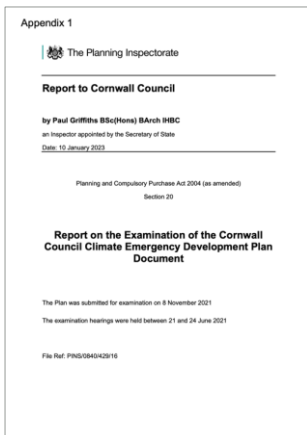 Appendix 1
The Planning Inspectorate
Report to Cornwall Council
by Paul Griffiths BSc(Hons) BArch IHBC
an Inspector appointed by the Secretary of State
Date: 10 January 2023
Planning and Compulsory Purchase Act 2004 (as amended)
Section 20
Report on the Examination of the Cornwall
Council Climate Emergency Development Plan
Document
The Plan was submitted for examination on 8 November 2021
The examination hearings were held between 21 and 24 June 2021
File Ref: PINS/0840/429/16